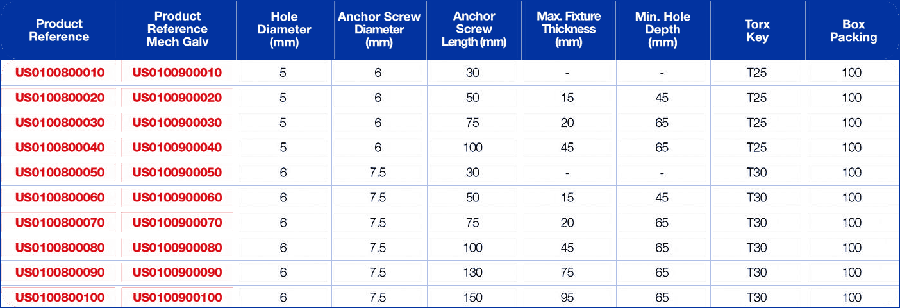 Product Reference | Product Reference Mech Galv | Hole Diameter (mm) | Anchor Screw Diameter (mm) | Anchor Screw Length (mm) | Max. Fixture Thickness (mm) | Min. Hole Depth (mm) | Torx Key | Box Packing
US0100800010 | US0100900010 | 5 | 6 | 30 | - | - | T25 | 100
US0100800020 | US0100900020 | 5 | 6 | 50 | 15 | 45 | T25 | 100
US0100800030 | US0100900030 | 5 | 6 | 75 | 20 | 65 | T25 | 100
US0100800040 | US0100900040 | 5 | 6 | 100 | 45 | 65 | T25 | 100
US0100800050 | US0100900050 | 6 | 7.5 | 30 | - | - | T30 | 100
US0100800060 | US0100900060 | 6 | 7.5 | 50 | 15 | 45 | T30 | 100
US0100800070 | US0100900070 | 6 | 7.5 | 75 | 20 | 65 | T30 | 100
US0100800080 | US0100900080 | 6 | 7.5 | 100 | 45 | 65 | T30 | 100
US0100800090 | US0100900090 | 6 | 7.5 | 130 | 75 | 65 | T30 | 100
US0100800100 | US0100900100 | 6 | 7.5 | 150 | 95 | 65 | T30 | 100